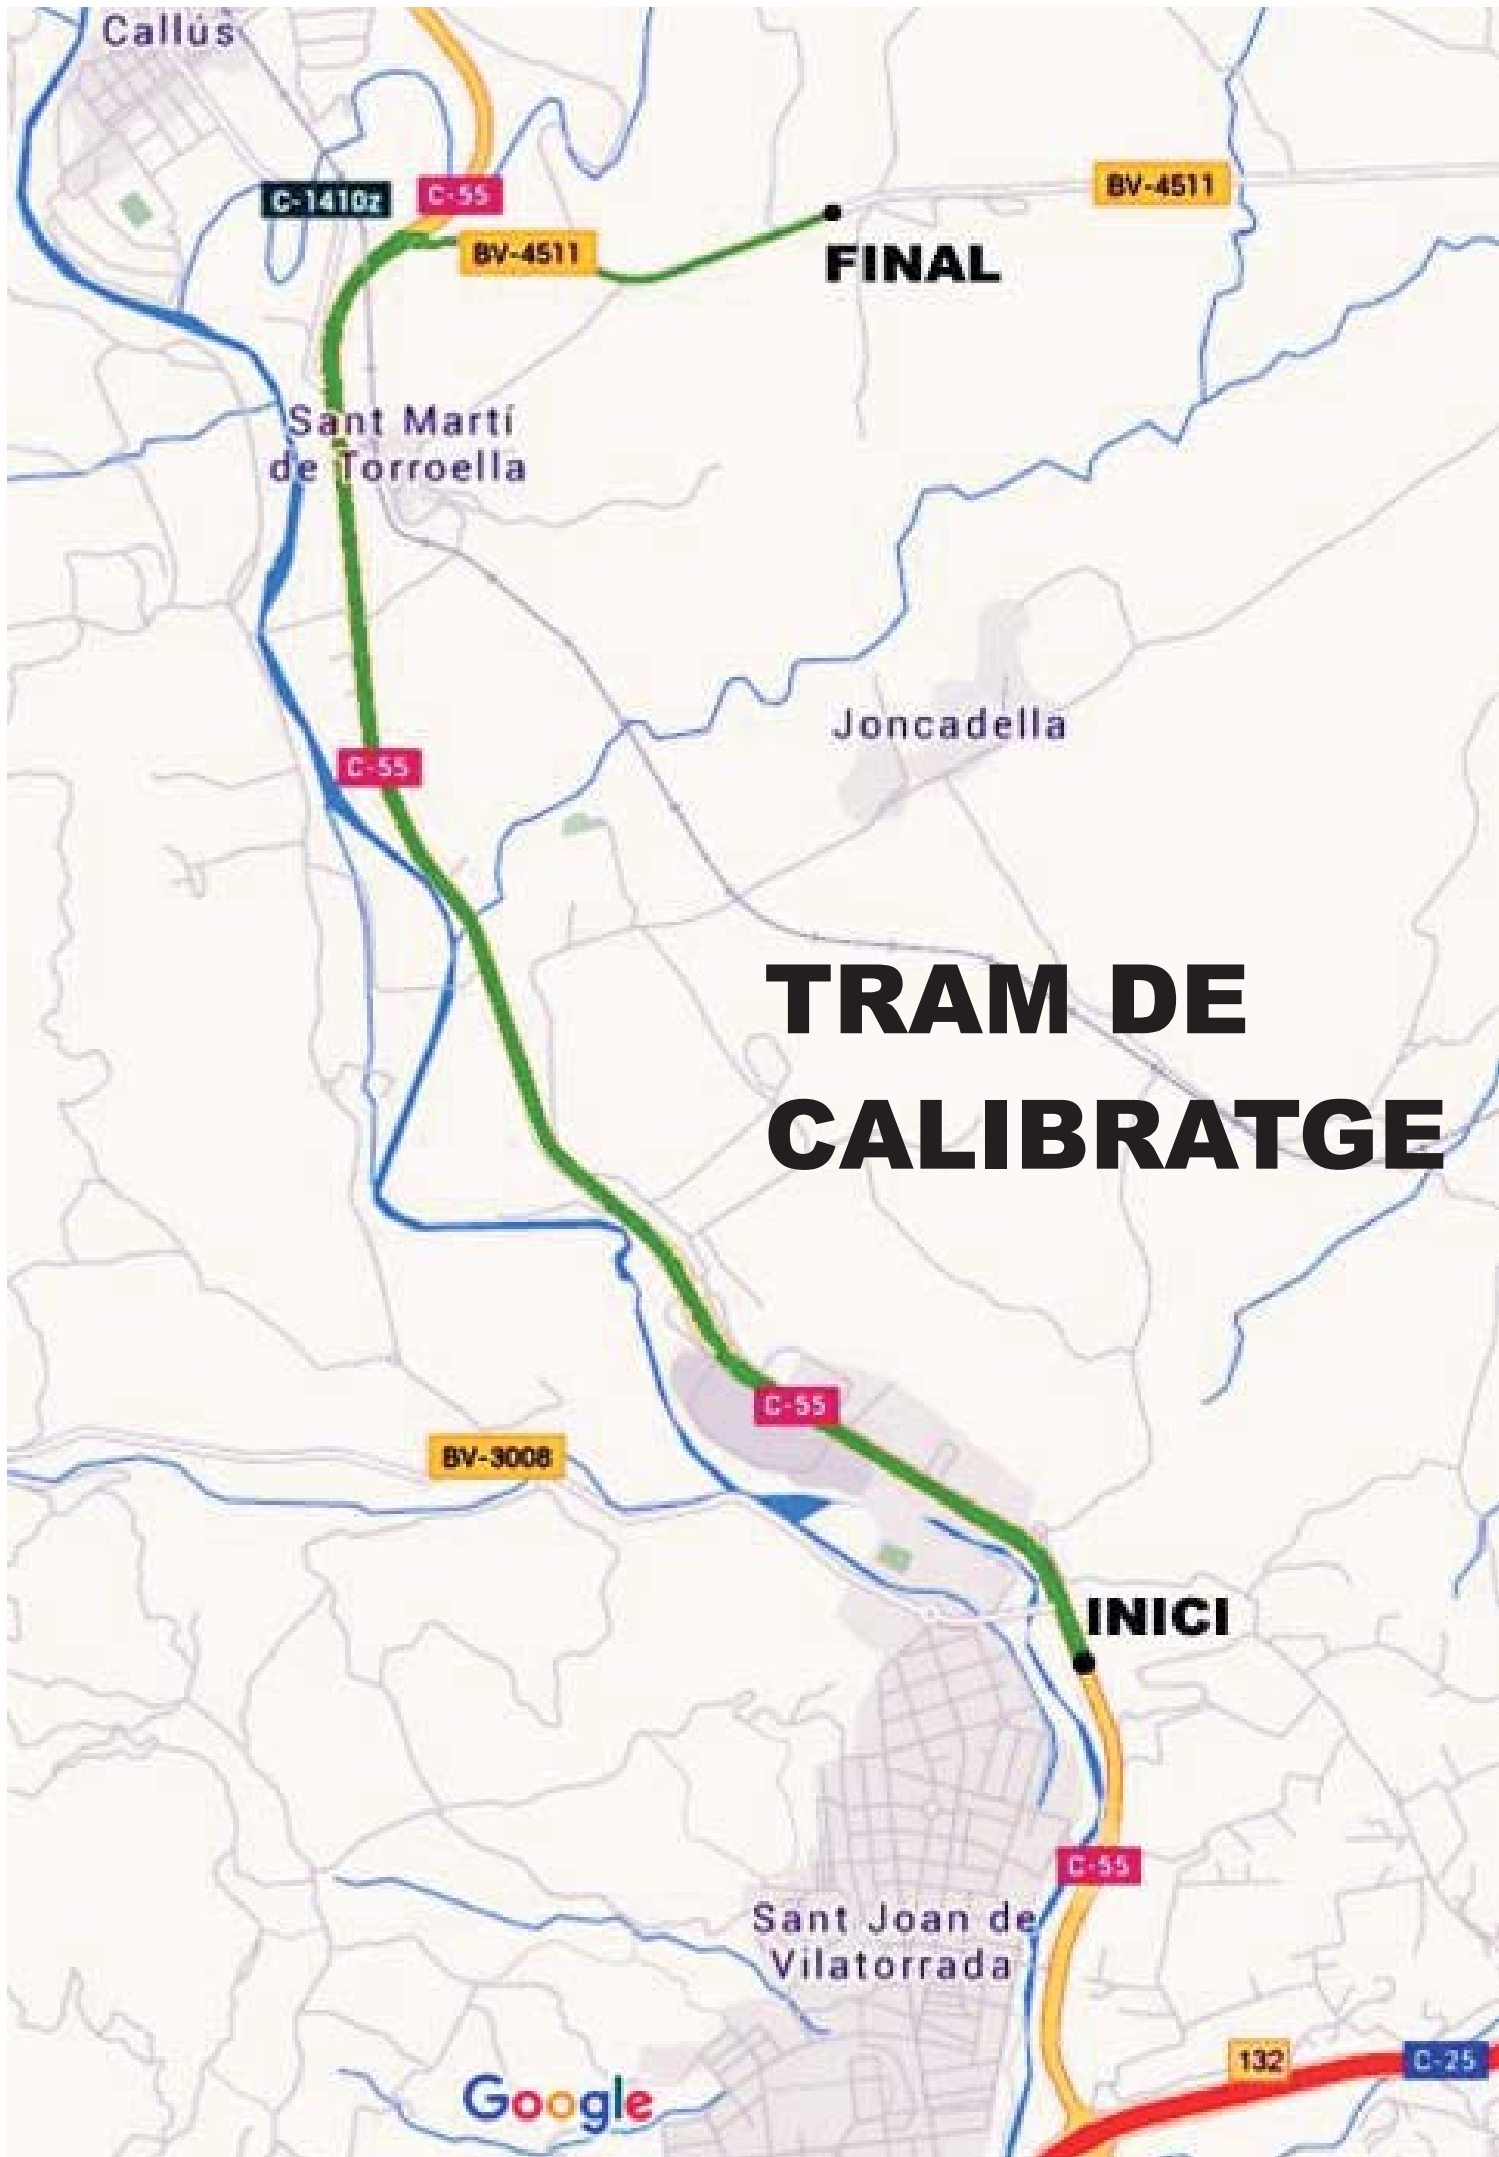 Callús
C-1410z
C-55
BV-4511
BV-4511
FINAL
Sant Martí
de Torroella
Joncadella
C-55
TRAM DE
CALIBRATGE
C-55
BV-3008
INICI
C-55
Sant Joan de
Vilatorrada
132
C-25
Google